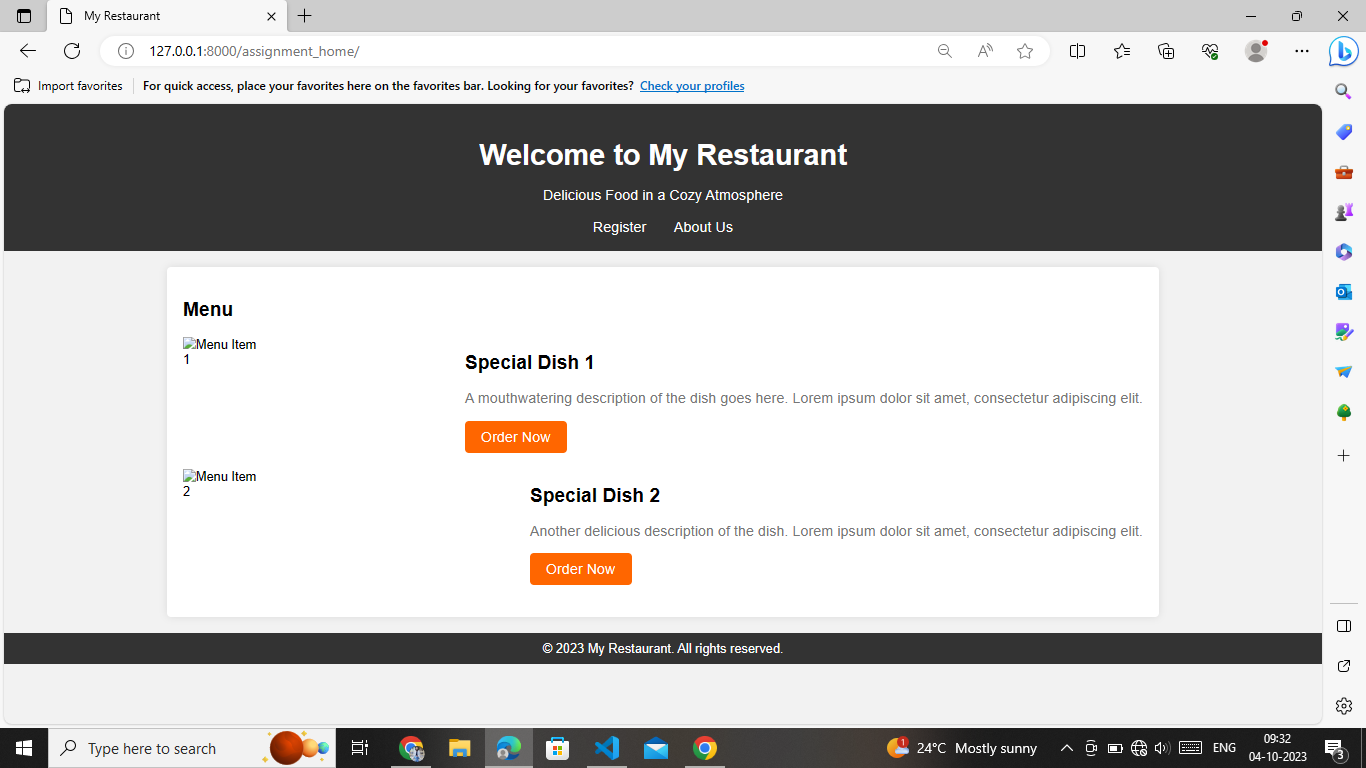 My Restaurant
127.0.0.1:8000/assignment_home/
Import favorites
For quick access, place your favorites here on the favorites bar. Looking for your favorites? Check your profiles
Welcome to My Restaurant
Delicious Food in a Cozy Atmosphere
Register About Us
Menu
Menu Item
1
Special Dish 1
A mouthwatering description of the dish goes here. Lorem ipsum dolor sit amet, consectetur adipiscing elit.
Order Now
Menu Item
2
Special Dish 2
Another delicious description of the dish. Lorem ipsum dolor sit amet, consectetur adipiscing elit.
Order Now
© 2023 My Restaurant. All rights reserved.
Type here to search
1
24°C Mostly sunny
ENG
09:32
04-10-2023
3